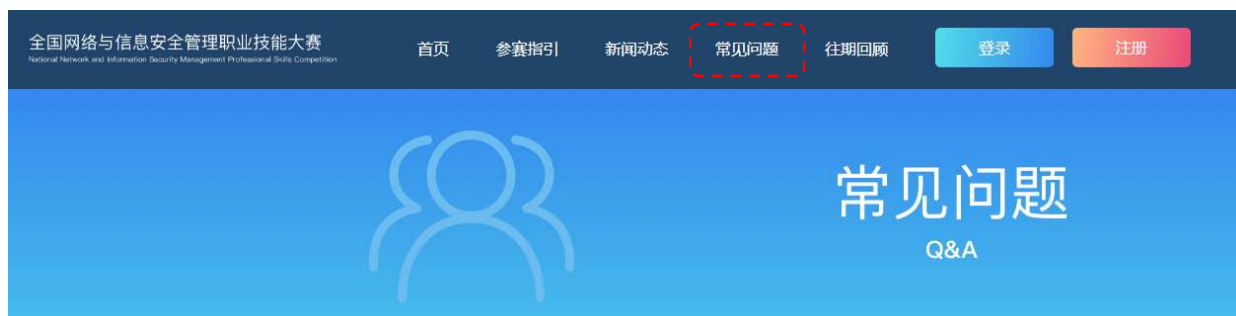 全国网络与信息安全管理职业技能大赛
National Network and Information Security Management Professional Skills Competition
首页 参赛指引 新闻动态 常见问题 往期回顾 登录 注册
常见问题
Q&A